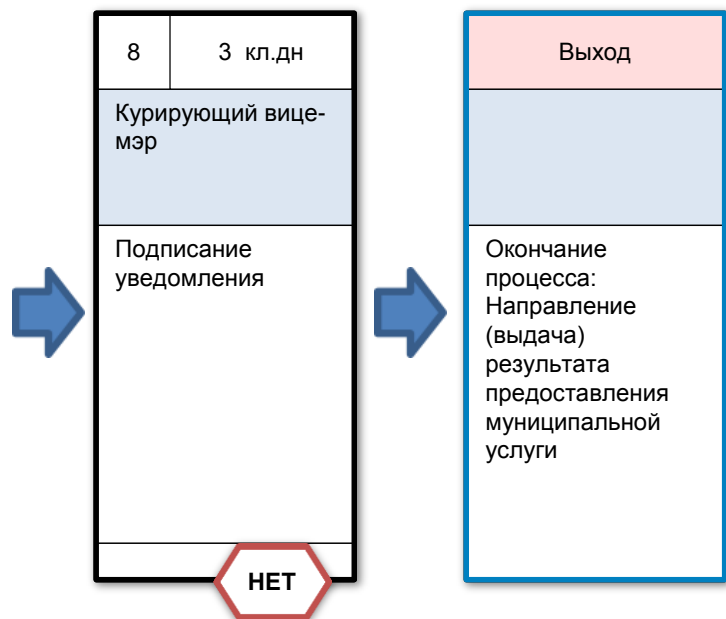 8
3 кл.дн
Курирующий вице-
мэр
Подписание
уведомления
НЕТ
Выход
Окончание
процесса:
Направление
(выдача)
результата
предоставления
муниципальной
услуги